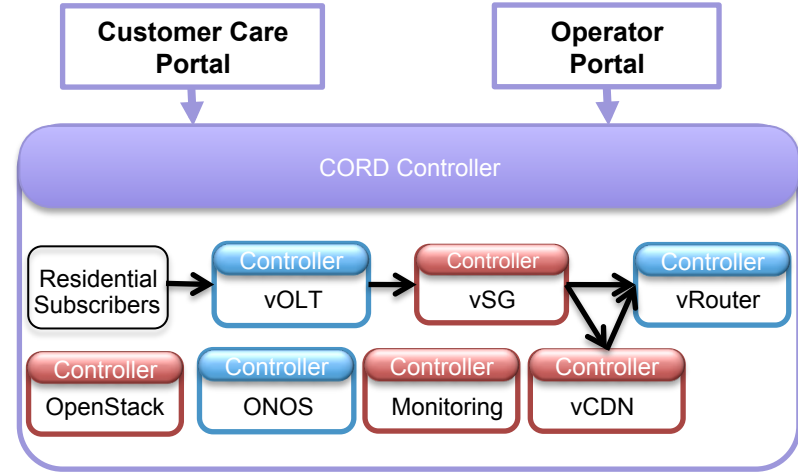 Customer Care
Portal
Operator
Portal
CORD Controller
Residential
Subscribers
Controller
vOLT
Controller
vSG
Controller
vRouter
Controller
OpenStack
Controller
ONOS
Controller
Monitoring
Controller
vCDN